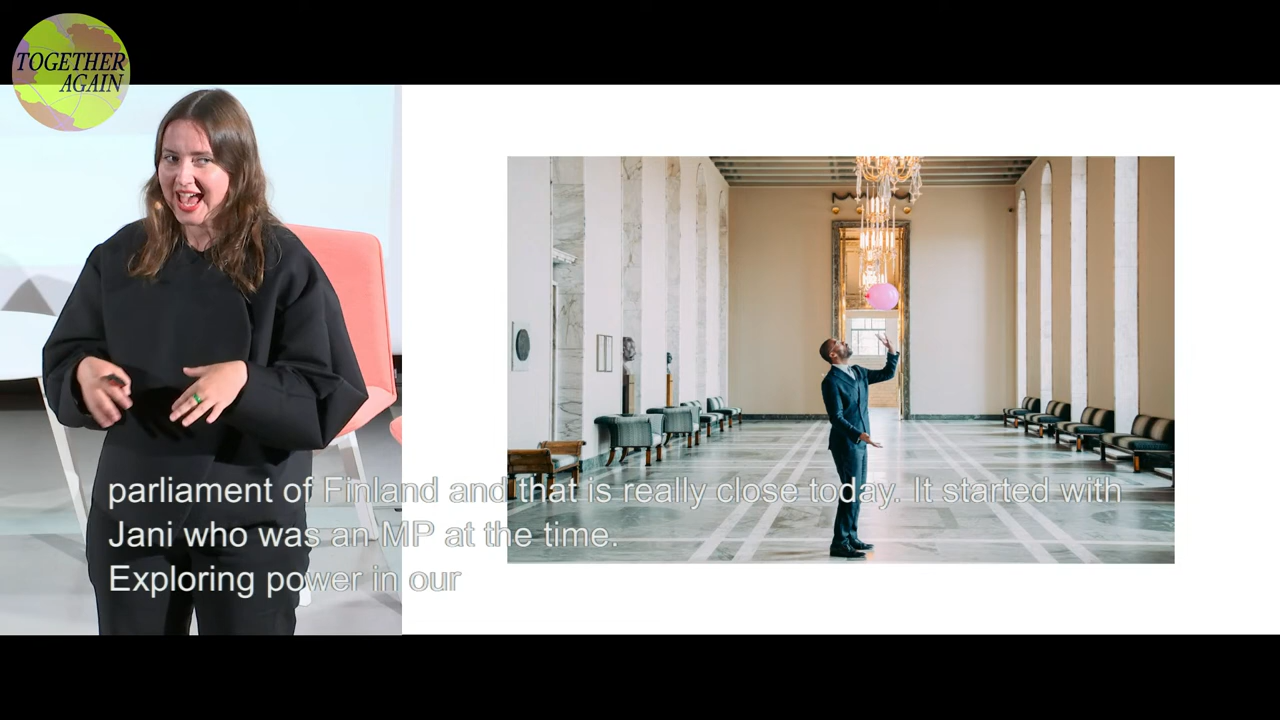 TOGETHER
AGAIN
parliament of Finland and that is really close today. It started with
Jani who was an MP at the time.
Exploring power in our